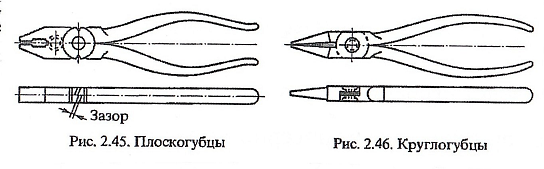 Зазор
Рис. 2.45. Плоскогубцы
Рис. 2.46. Круглогубцы